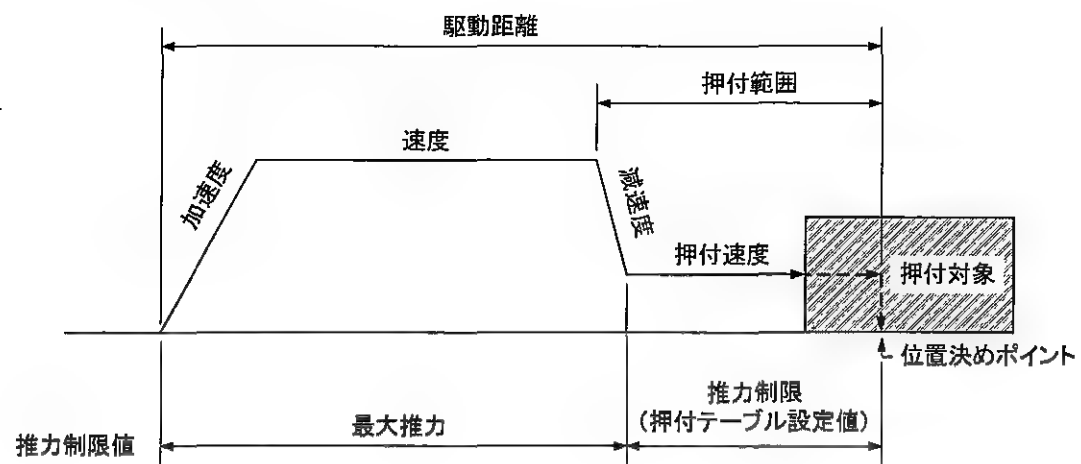 駆動距離
押付範囲
速度
加速度
減速度
押付速度
押付対象
位置決めポイント
推力制限
（押付テーブル設定値）
最大推力
推力制限値